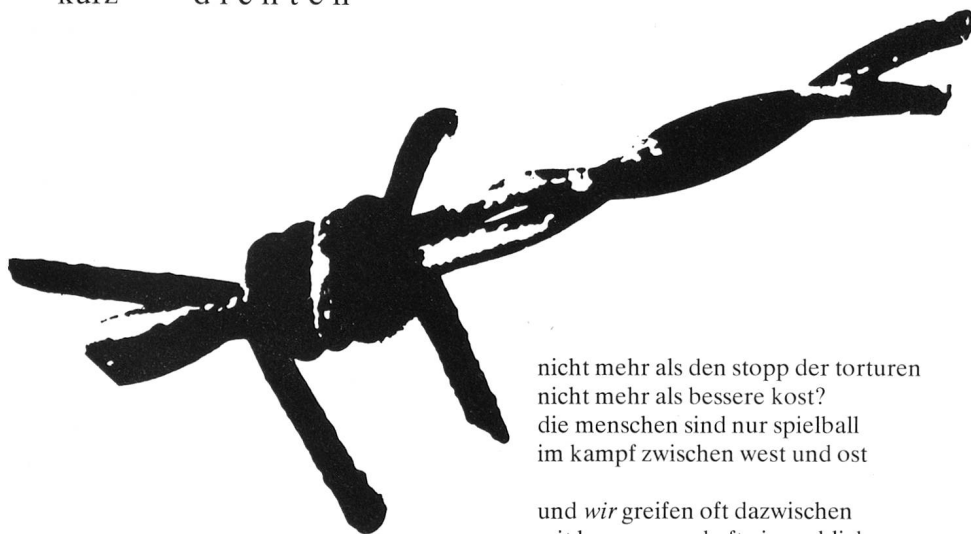 kurz d i c h t e n
nicht mehr als den stopp der torturen
nicht mehr als bessere kost?
die menschen sind nur spielball
im kampf zwischen west und ost
und wir greifen oft dazwischen